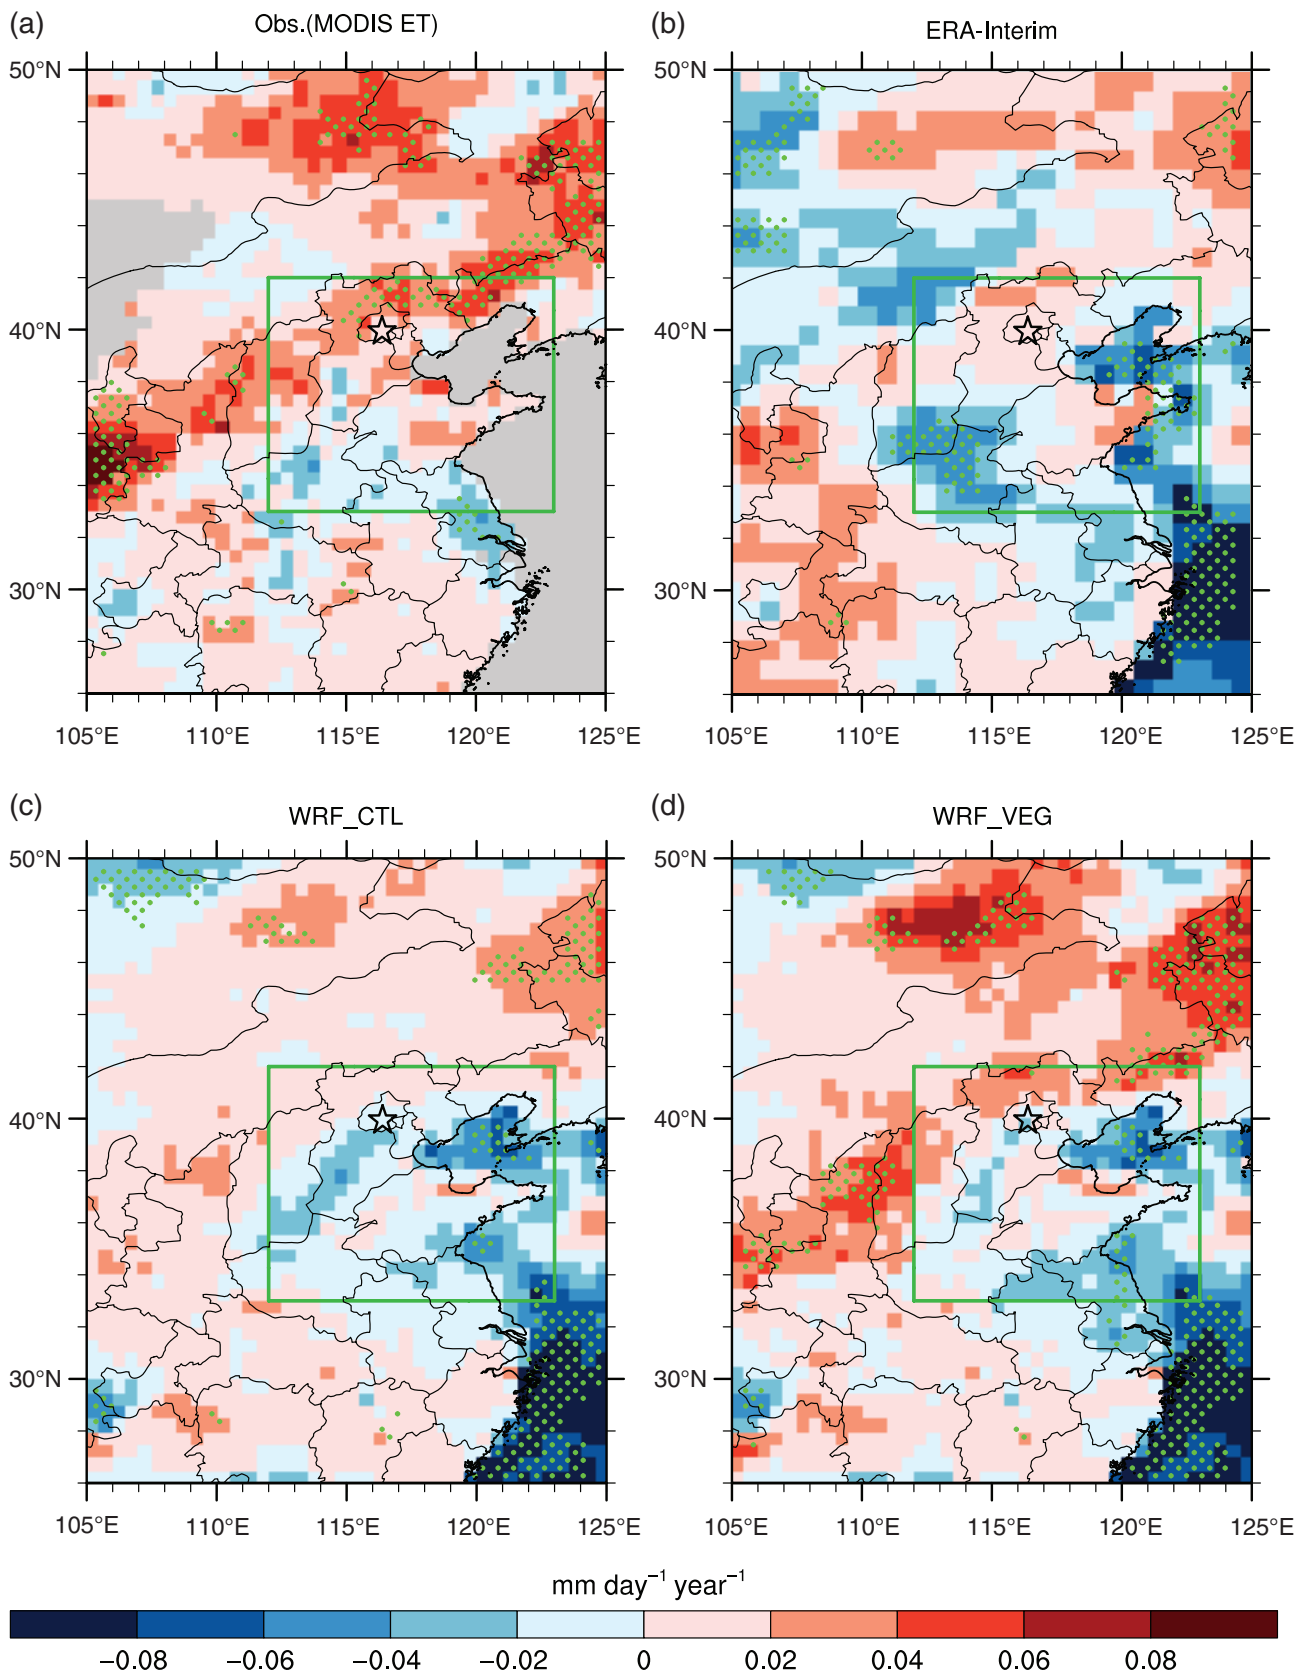 (a)
Obs.(MODIS ET)
50°N
40°N
30°N
105°E 110°E 115°E 120°E 125°E
(b)
ERA-Interim
50°N
40°N
30°N
105°E 110°E 115°E 120°E 125°E
(c)
WRF_CTL
50°N
40°N
30°N
105°E 110°E 115°E 120°E 125°E
(d)
WRF_VEG
50°N
40°N
30°N
105°E 110°E 115°E 120°E 125°E
mm day⁻¹ year⁻¹
−0.08 −0.06 −0.04 −0.02 0 0.02 0.04 0.06 0.08